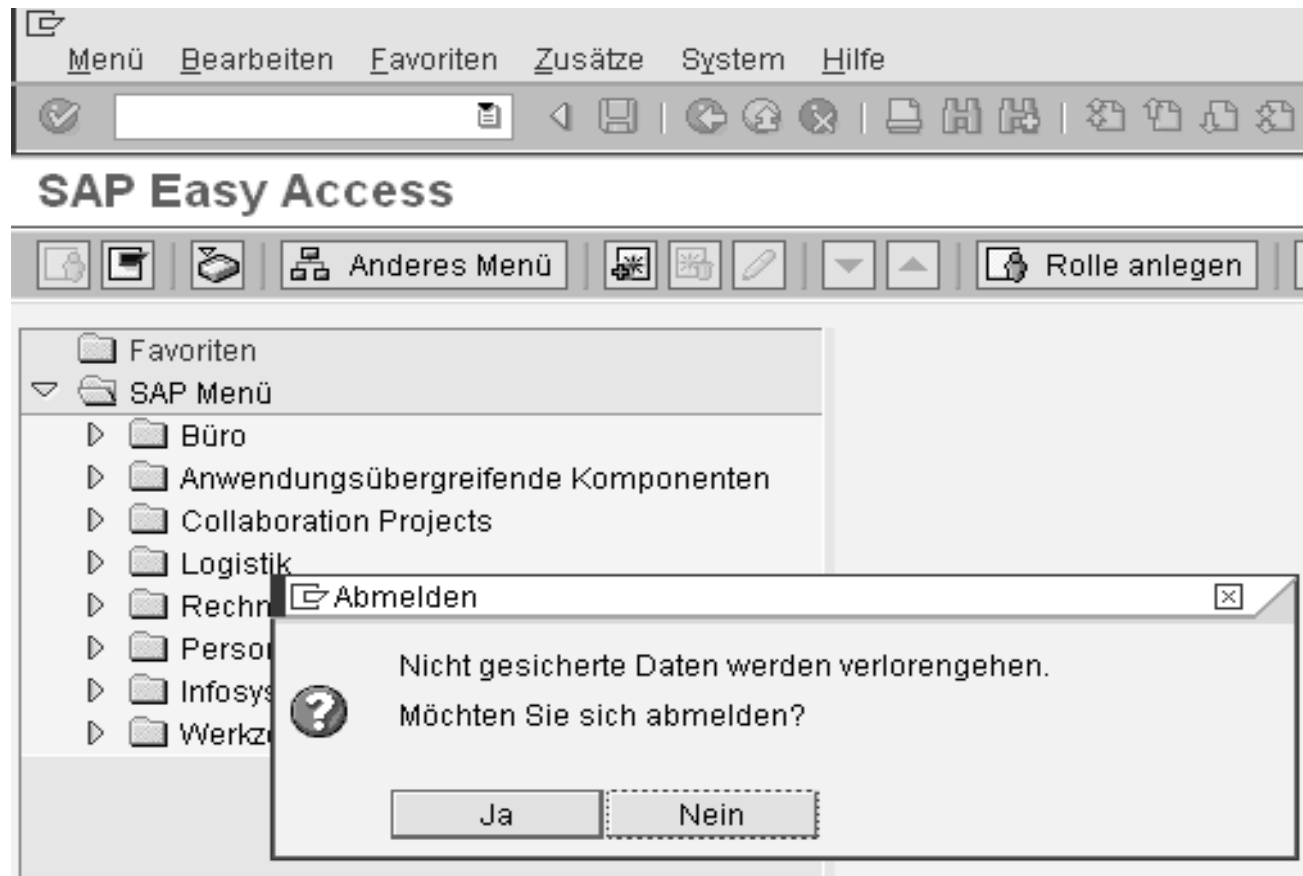 Menü Bearbeiten Favoriten Zusätze System Hilfe
SAP Easy Access
Anderes Menü Rolle anlegen
Favoriten
SAP Menü
Büro
Anwendungsübergreifende Komponenten
Collaboration Projects
Logistik
Abmelden
Nicht gesicherte Daten werden verlorengehen.
Möchten Sie sich abmelden?
Ja Nein